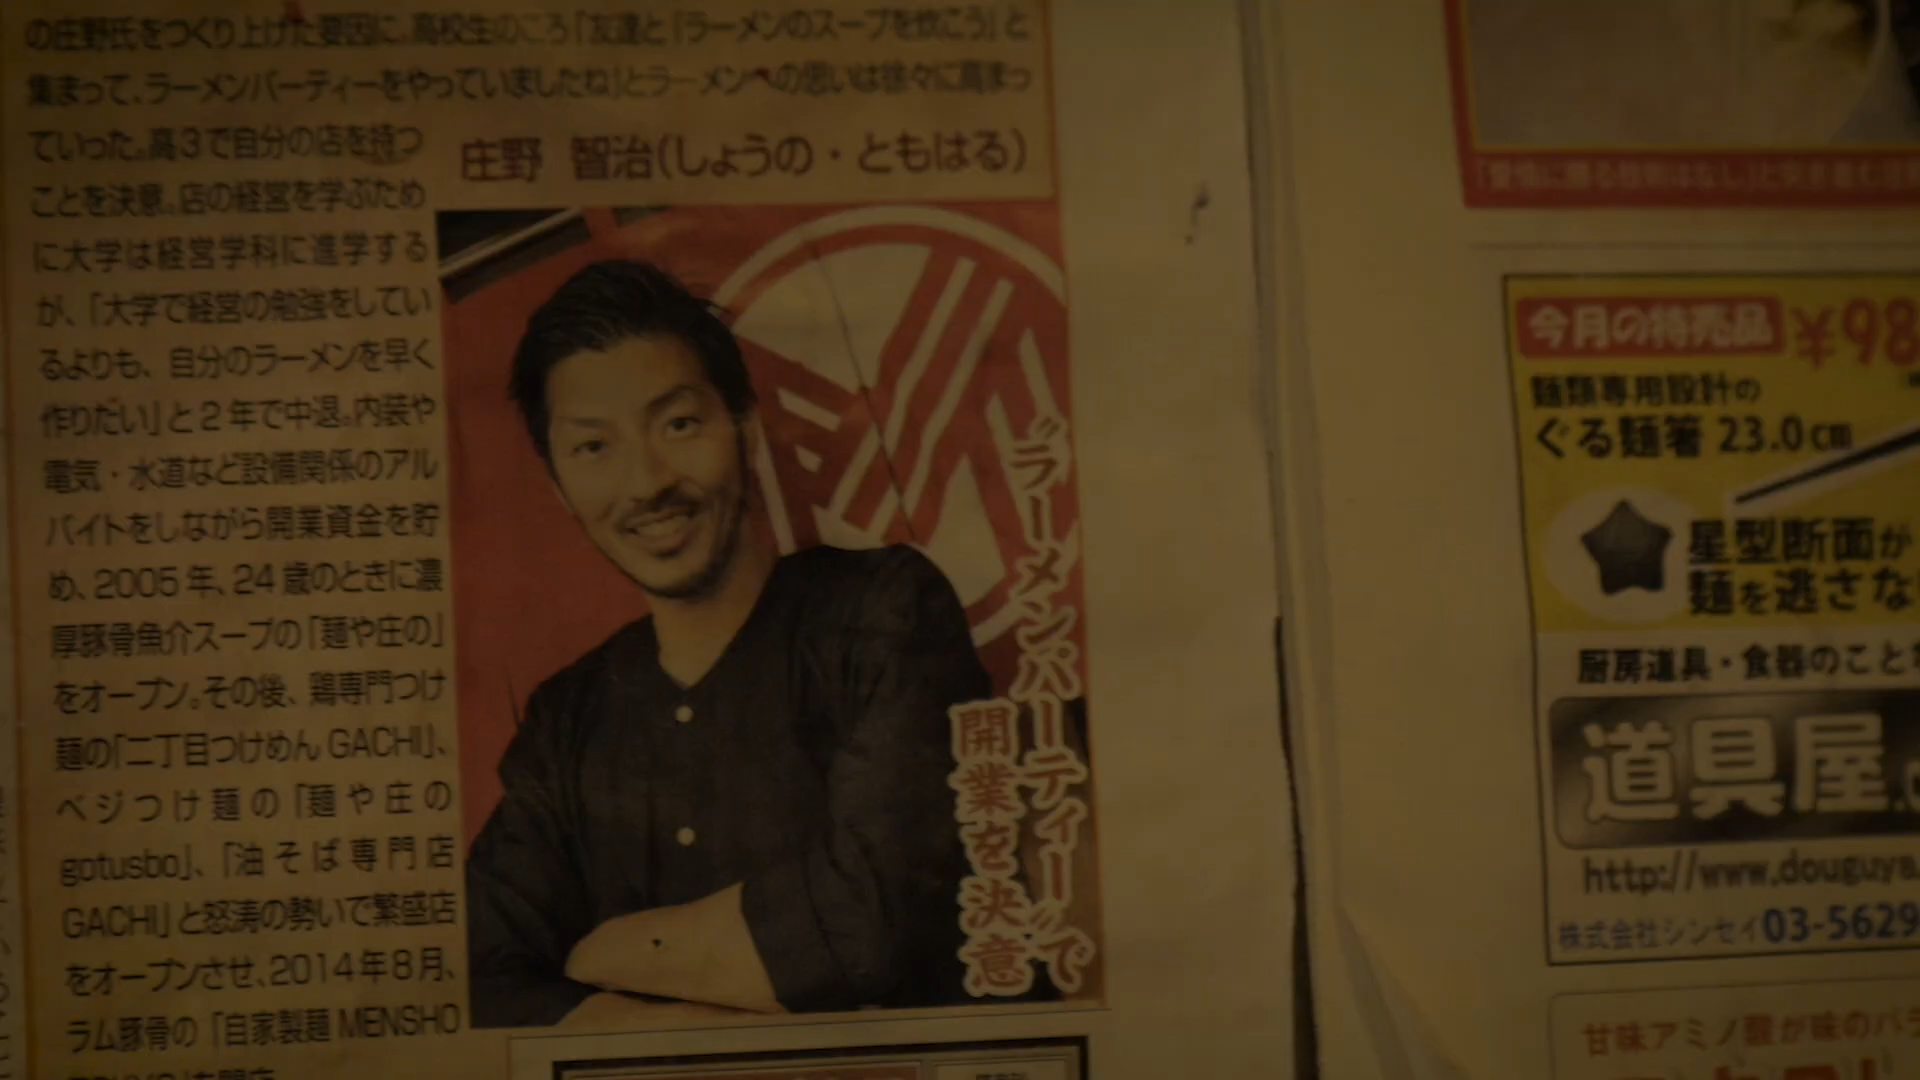 の庄野氏をつくり上げた要因に、高校生のころ「友達と「ラーメンのスープを炊こう」と
集まって、ラーメンパーティーをやっていましたね」とラーメンへの思いは徐々に高まっ
ていった。高3で自分の店を持つ
ことを決意。店の経営を学ぶため
に大学は経営学科に進学する
が、「大学で経営の勉強をしてい
るよりも、自分のラーメンを早く
作りたい」と2年で中退。内装や
電気・水道など設備関係のアル
バイトをしながら開業資金を貯
め、2005年、24歳のときに濃
厚豚骨魚介スープの「麺や庄の」
をオープン。その後、鶏専門つけ
麺の「二丁目つけめん GACHI」、
ベジつけ麺の「麺や庄の
gotusbo」、「油そば専門店
GACHI」と怒涛の勢いで繁盛店
をオープンさせ、2014年8月、
ラム豚骨の「自家製麺 MENSHO
庄野 智治(しょうの・ともはる)
"ラーメンパーティー"で
開業を決意
今月の特売品 ¥98
麺類専用設計の
ぐる麺箸 23.0cm
星型断面が
麺を逃さな
厨房道具・食器のこと
道具屋
http://www.douguya.
株式会社シンセイ 03-5629
甘味アミノ酸が味のバラ